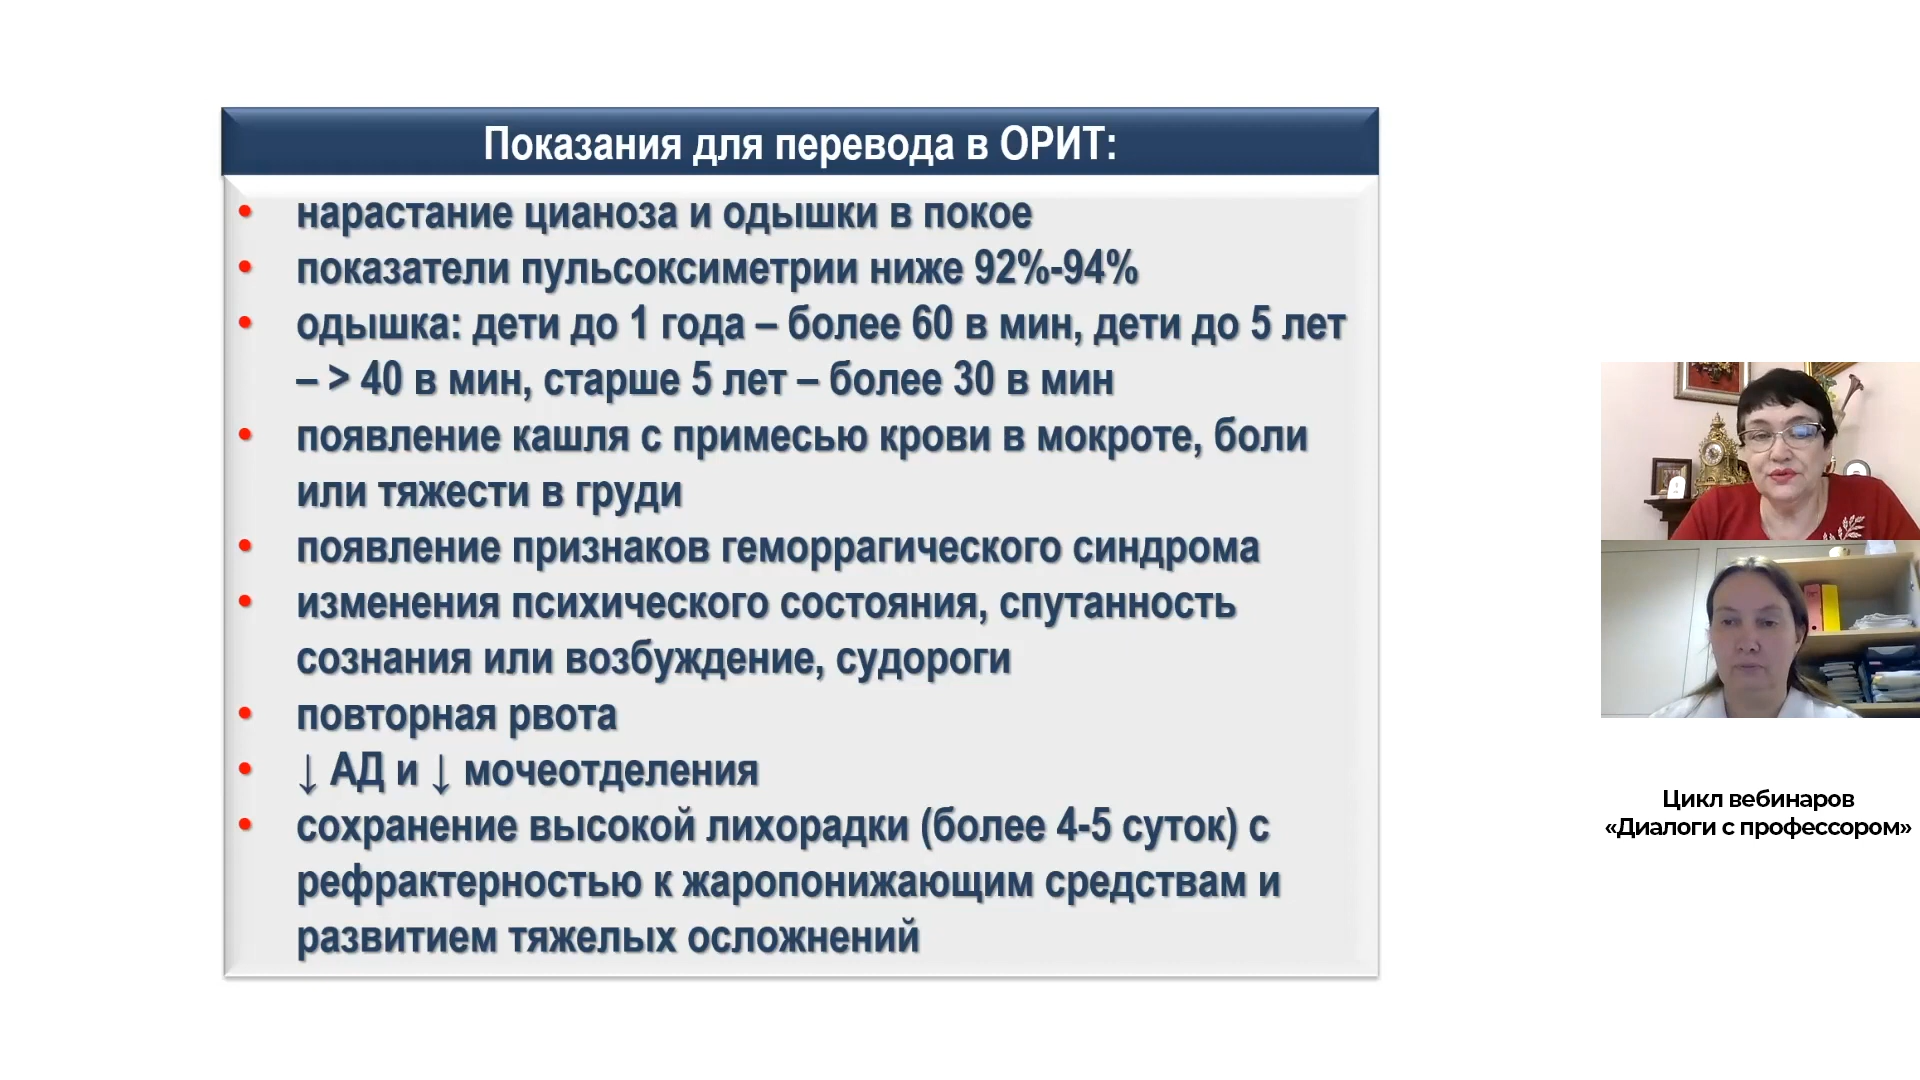 Показания для перевода в ОРИТ:
• нарастание цианоза и одышки в покое
• показатели пульсоксиметрии ниже 92%-94%
• одышка: дети до 1 года – более 60 в мин, дети до 5 лет
– > 40 в мин, старше 5 лет – более 30 в мин
• появление кашля с примесью крови в мокроте, боли
или тяжести в груди
• появление признаков геморрагического синдрома
• изменения психического состояния, спутанность
сознания или возбуждение, судороги
• повторная рвота
• ↓ АД и ↓ мочеотделения
• сохранение высокой лихорадки (более 4-5 суток) с
рефрактерностью к жаропонижающим средствам и
развитием тяжелых осложнений
Цикл вебинаров
«Диалоги с профессором»